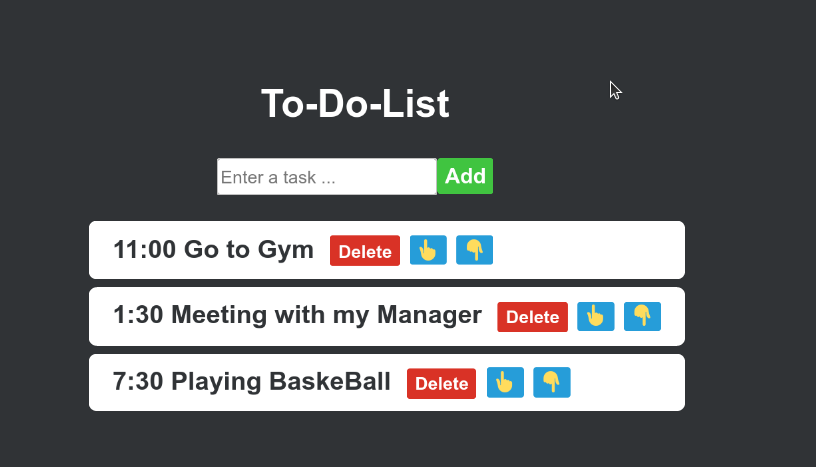 To-Do-List
Enter a task ... Add
11:00 Go to Gym Delete 👆 👇
1:30 Meeting with my Manager Delete 👆 👇
7:30 Playing BaskeBall Delete 👆 👇